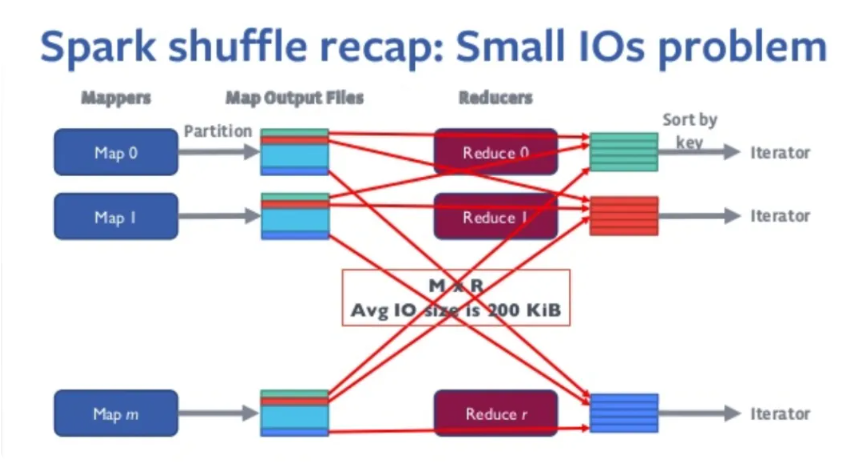 Spark shuffle recap: Small IOs problem
Mappers
Map Output Files
Reducers
Map 0
Partition
Reduce 0
Sort by
key
Iterator
Map 1
Reduce 1
Iterator
M x R
Avg IO size is 200 KiB
Map m
Reduce r
Iterator